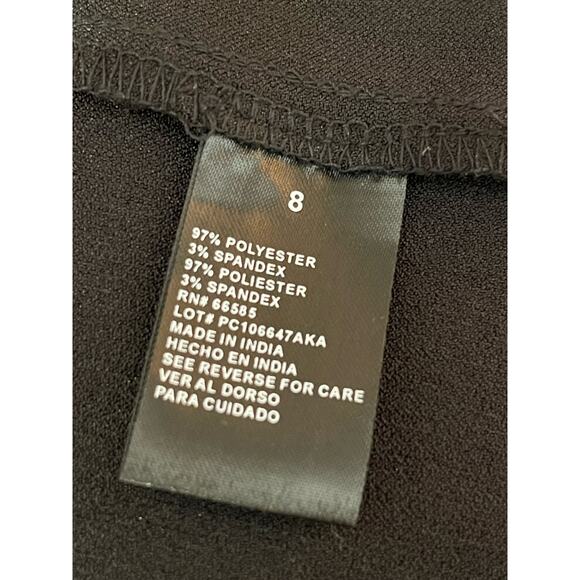 8
97% POLYESTER
3% SPANDEX
97% POLIESTER
3% SPANDEX
RN# 66585
LOT# PC106647AKA
MADE IN INDIA
HECHO EN INDIA
SEE REVERSE FOR CARE
VER AL DORSO
PARA CUIDADO